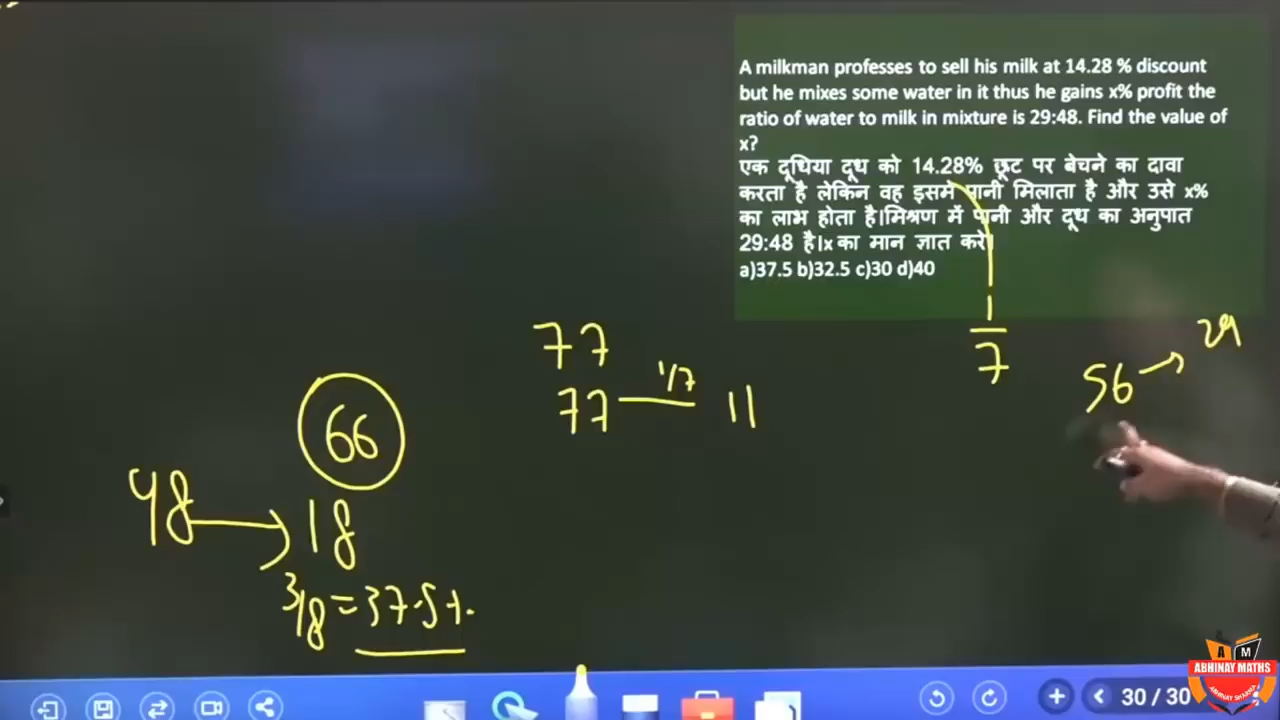 A milkman professes to sell his milk at 14.28 % discount
but he mixes some water in it thus he gains x% profit the
ratio of water to milk in mixture is 29:48. Find the value of
x?
एक दूधिया दूध को 14.28% छूट पर बेचने का दावा
करता है लेकिन वह इसमें पानी मिलाता है और उसे x%
का लाभ होता है।मिश्रण में पानी और दूध का अनुपात
29:48 है।x का मान ज्ञात करे।
a)37.5 b)32.5 c)30 d)40
1/7
56 → 29
77
77 — 1/7 11
66
48 → 18
3/8 = 37.5%.
30 / 30
A M
ABHINAY MATHS
ABHINAY SHARMA